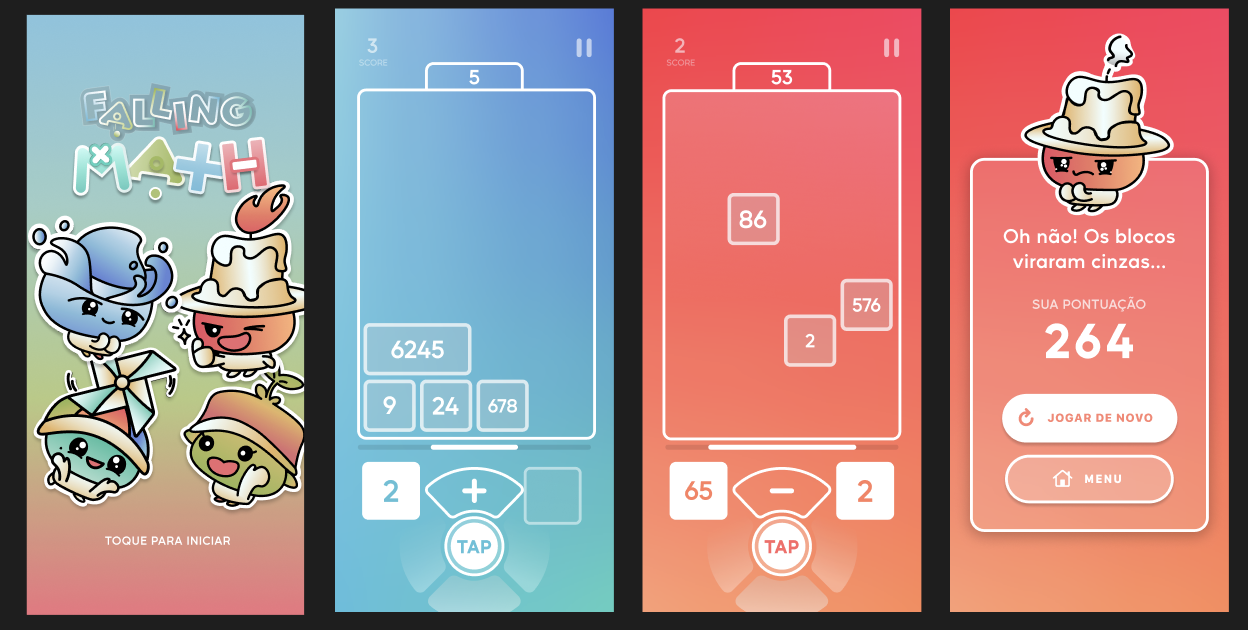 FALLING
MATH
TOQUE PARA INICIAR
3
SCORE
5
6245
9 24 678
2 +
TAP
2
SCORE
53
86
576
2
65 − 2
TAP
Oh não! Os blocos
viraram cinzas...
SUA PONTUAÇÃO
264
JOGAR DE NOVO
MENU